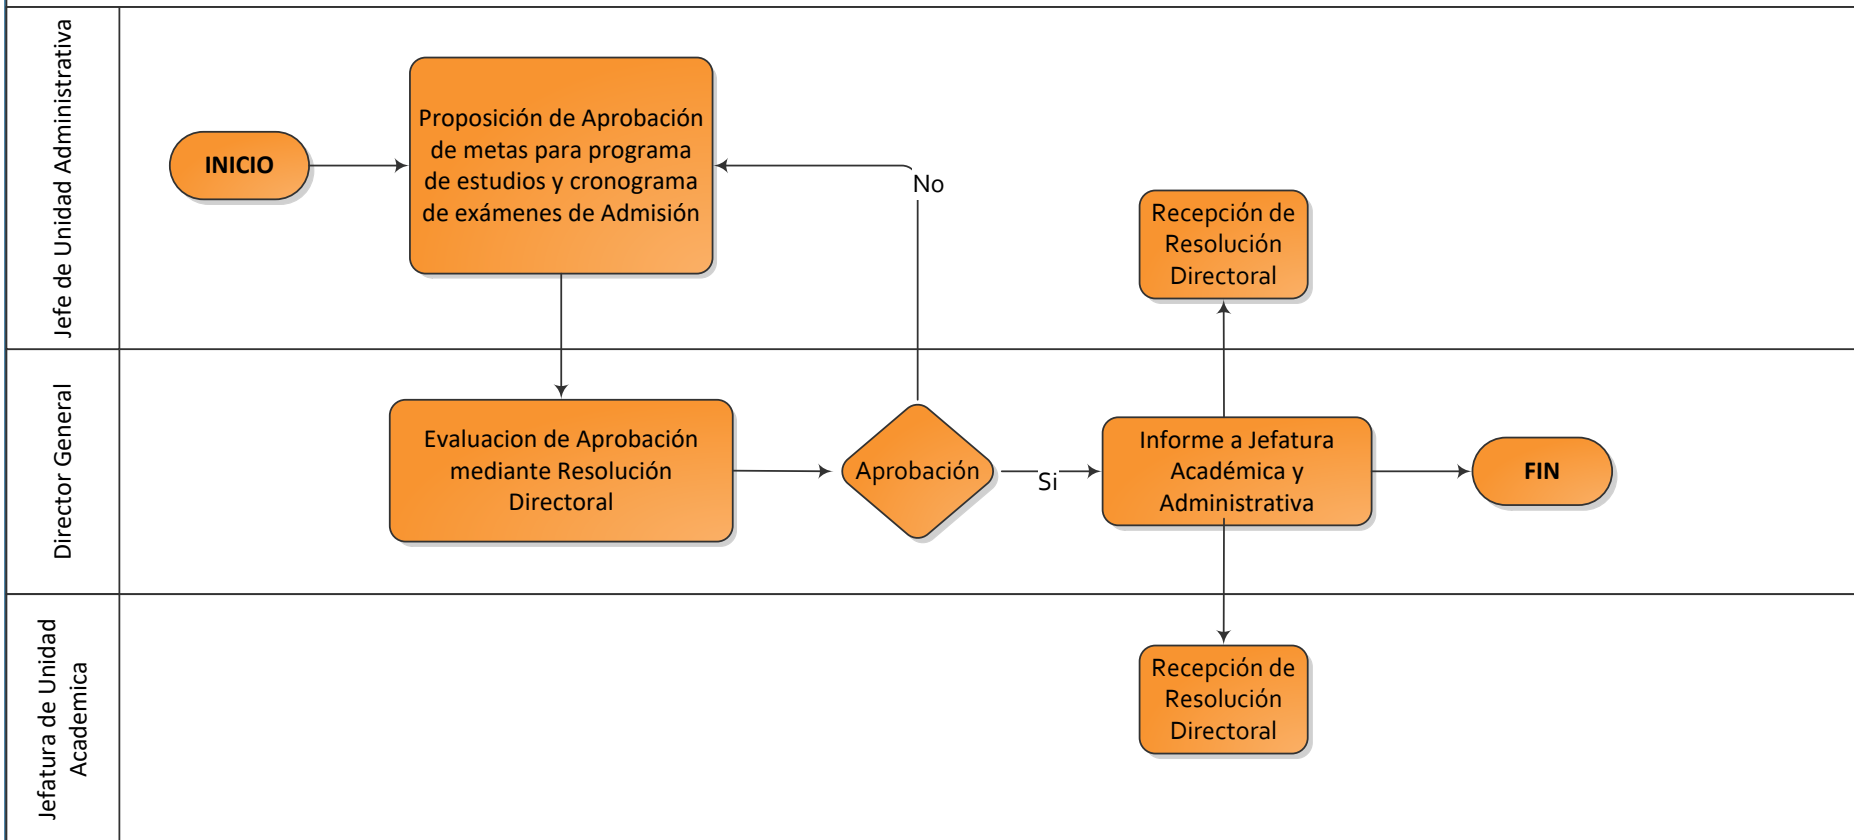 Jefe de Unidad Administrativa
INICIO
Proposición de Aprobación
de metas para programa
de estudios y cronograma
de exámenes de Admisión
No
Recepción de
Resolución
Directoral
Director General
Evaluacion de Aprobación
mediante Resolución
Directoral
Aprobación
Si
Informe a Jefatura
Académica y
Administrativa
FIN
Jefatura de Unidad
Academica
Recepción de
Resolución
Directoral